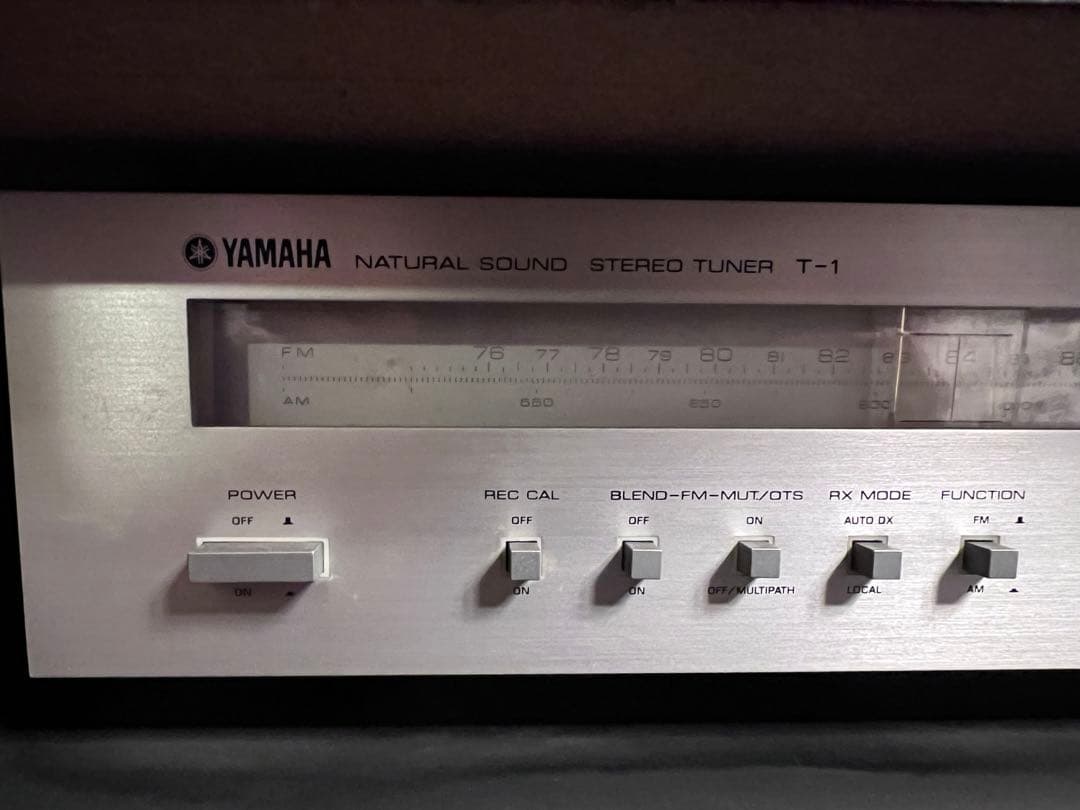 YAMAHA NATURAL SOUND STEREO TUNER T-1
FM 76 77 78 79 80 81 82 83 84
AM 550 650
POWER REC CAL BLEND-FM-MUT/OTS RX MODE FUNCTION
OFF OFF OFF ON AUTO DX FM
ON ON ON OFF/MULTIPATH LOCAL AM